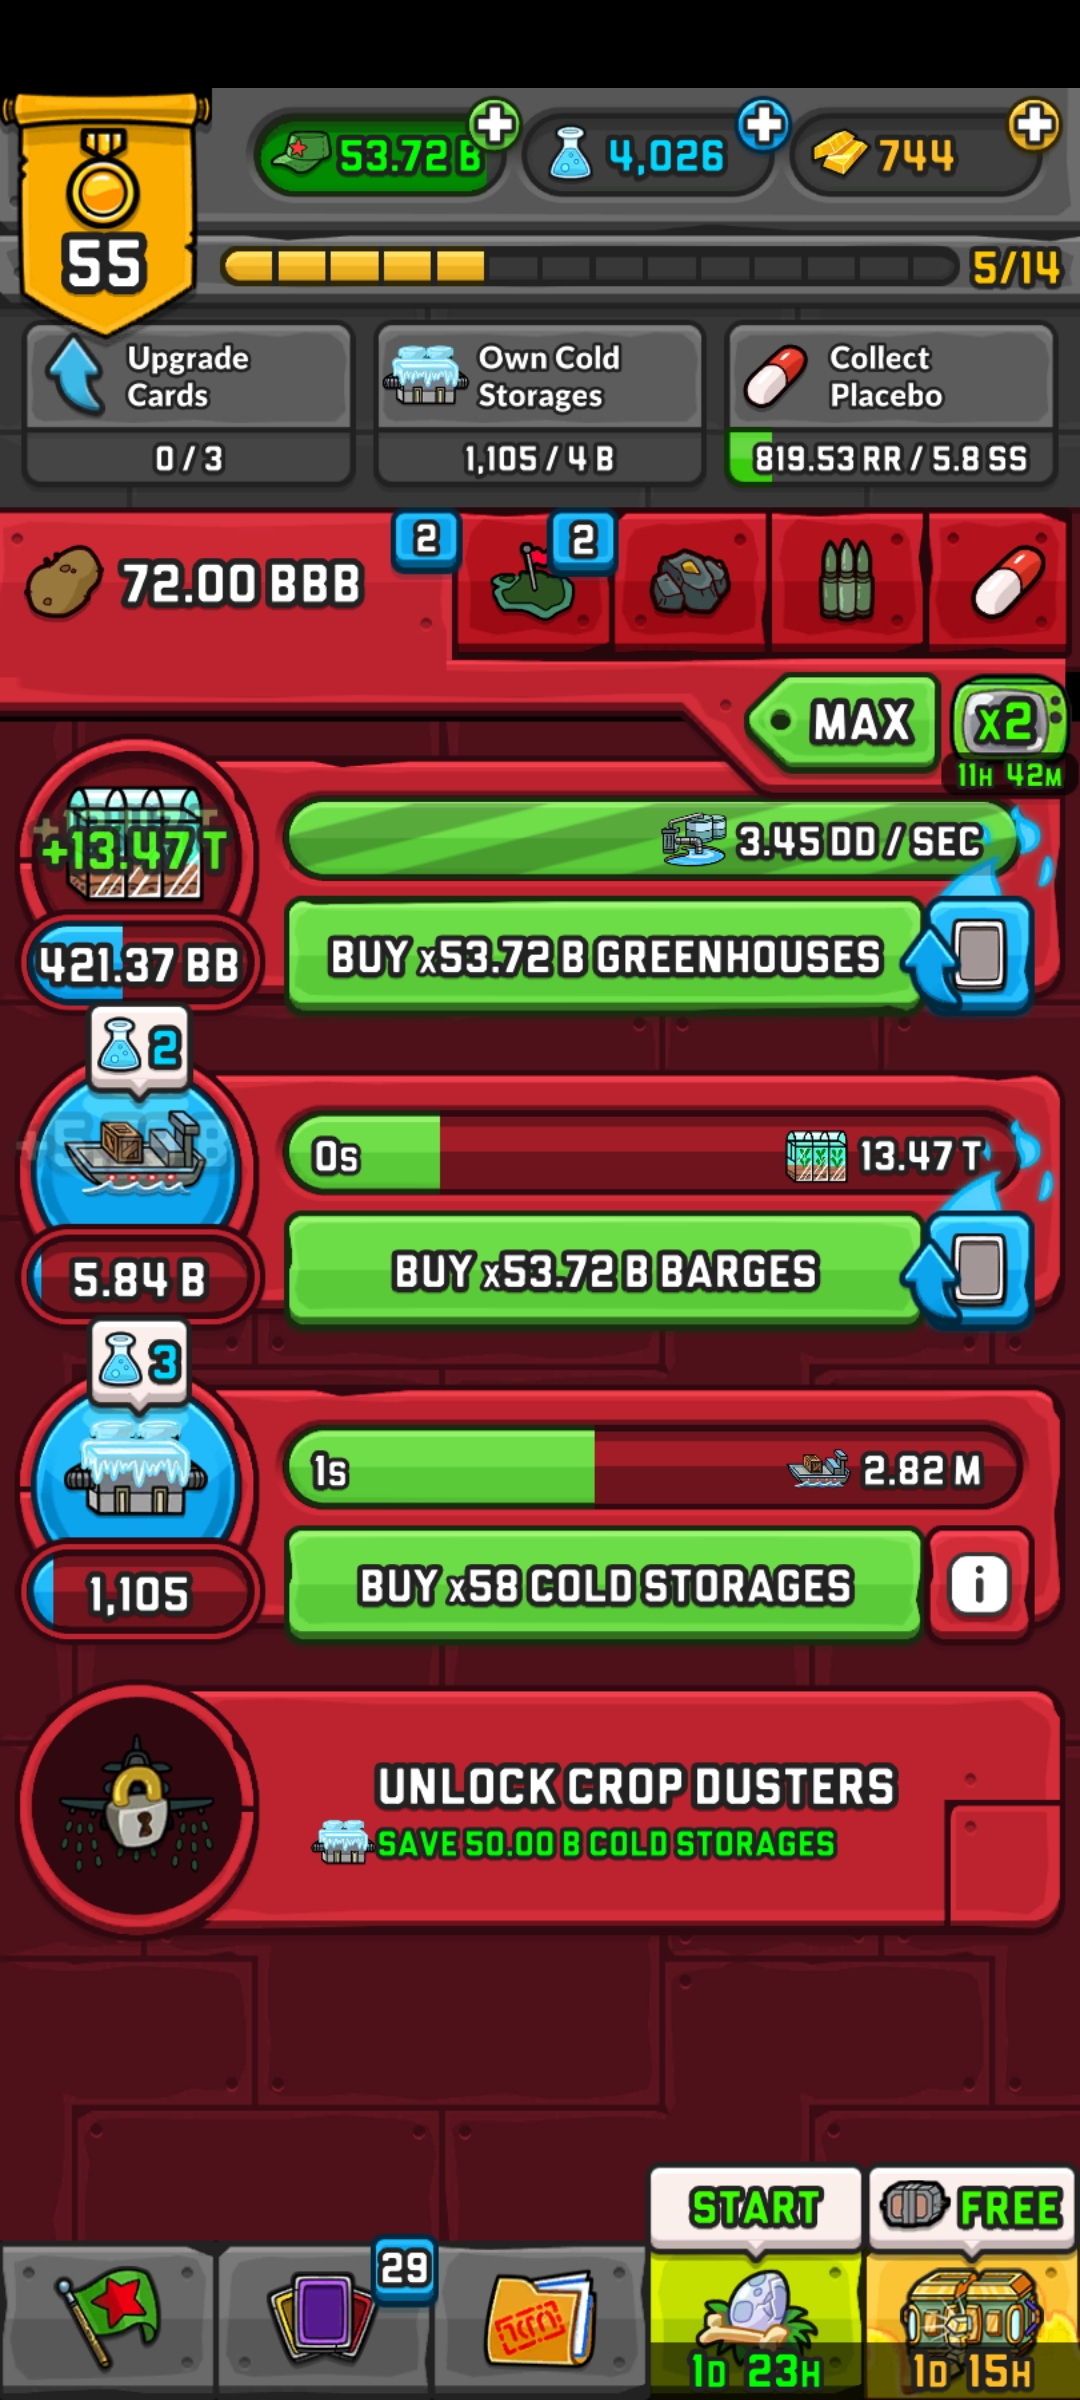 53.72 B
4,026
744
55
5/14
Upgrade
Cards
0 / 3
Own Cold
Storages
1,105 / 4 B
Collect
Placebo
819.53 RR / 5.8 SS
72.00 BBB
2
2
MAX
x2
11H 42M
+13.47 T
421.37 BB
3.45 DD / SEC
BUY x53.72 B GREENHOUSES
2
5.84 B
0s
13.47 T
BUY x53.72 B BARGES
3
1,105
1s
2.82 M
BUY x58 COLD STORAGES
i
UNLOCK CROP DUSTERS
SAVE 50.00 B COLD STORAGES
29
START
1D 23H
FREE
1D 15H